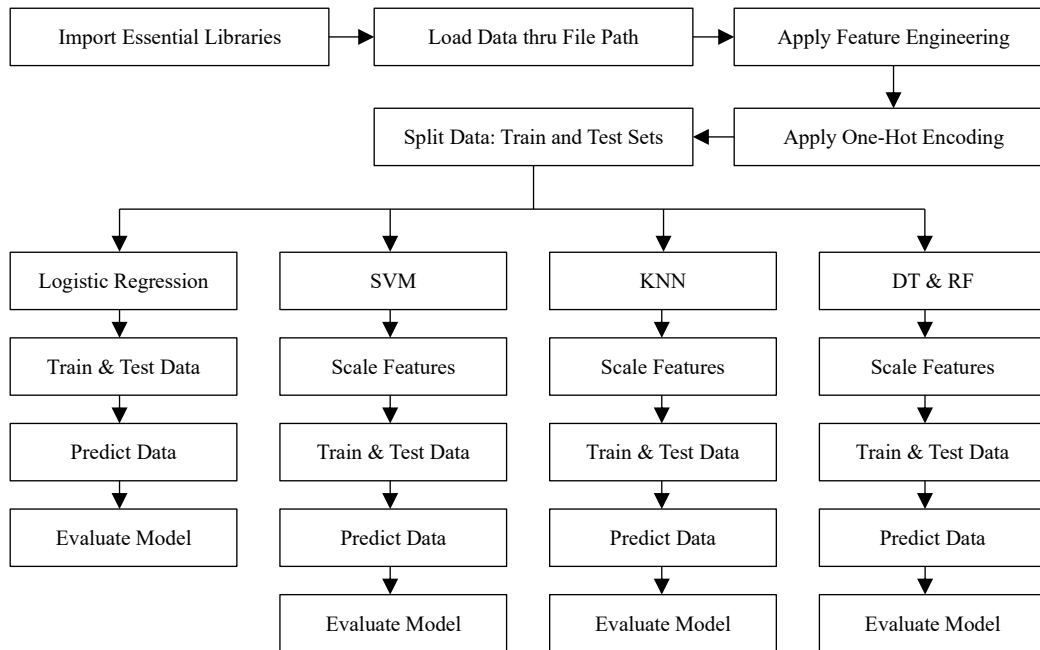 Import Essential Libraries
Load Data thru File Path
Apply Feature Engineering
Split Data: Train and Test Sets
Apply One-Hot Encoding
Logistic Regression
SVM
KNN
DT & RF
Train & Test Data
Scale Features
Scale Features
Scale Features
Predict Data
Train & Test Data
Train & Test Data
Train & Test Data
Evaluate Model
Predict Data
Predict Data
Predict Data
Evaluate Model
Evaluate Model
Evaluate Model